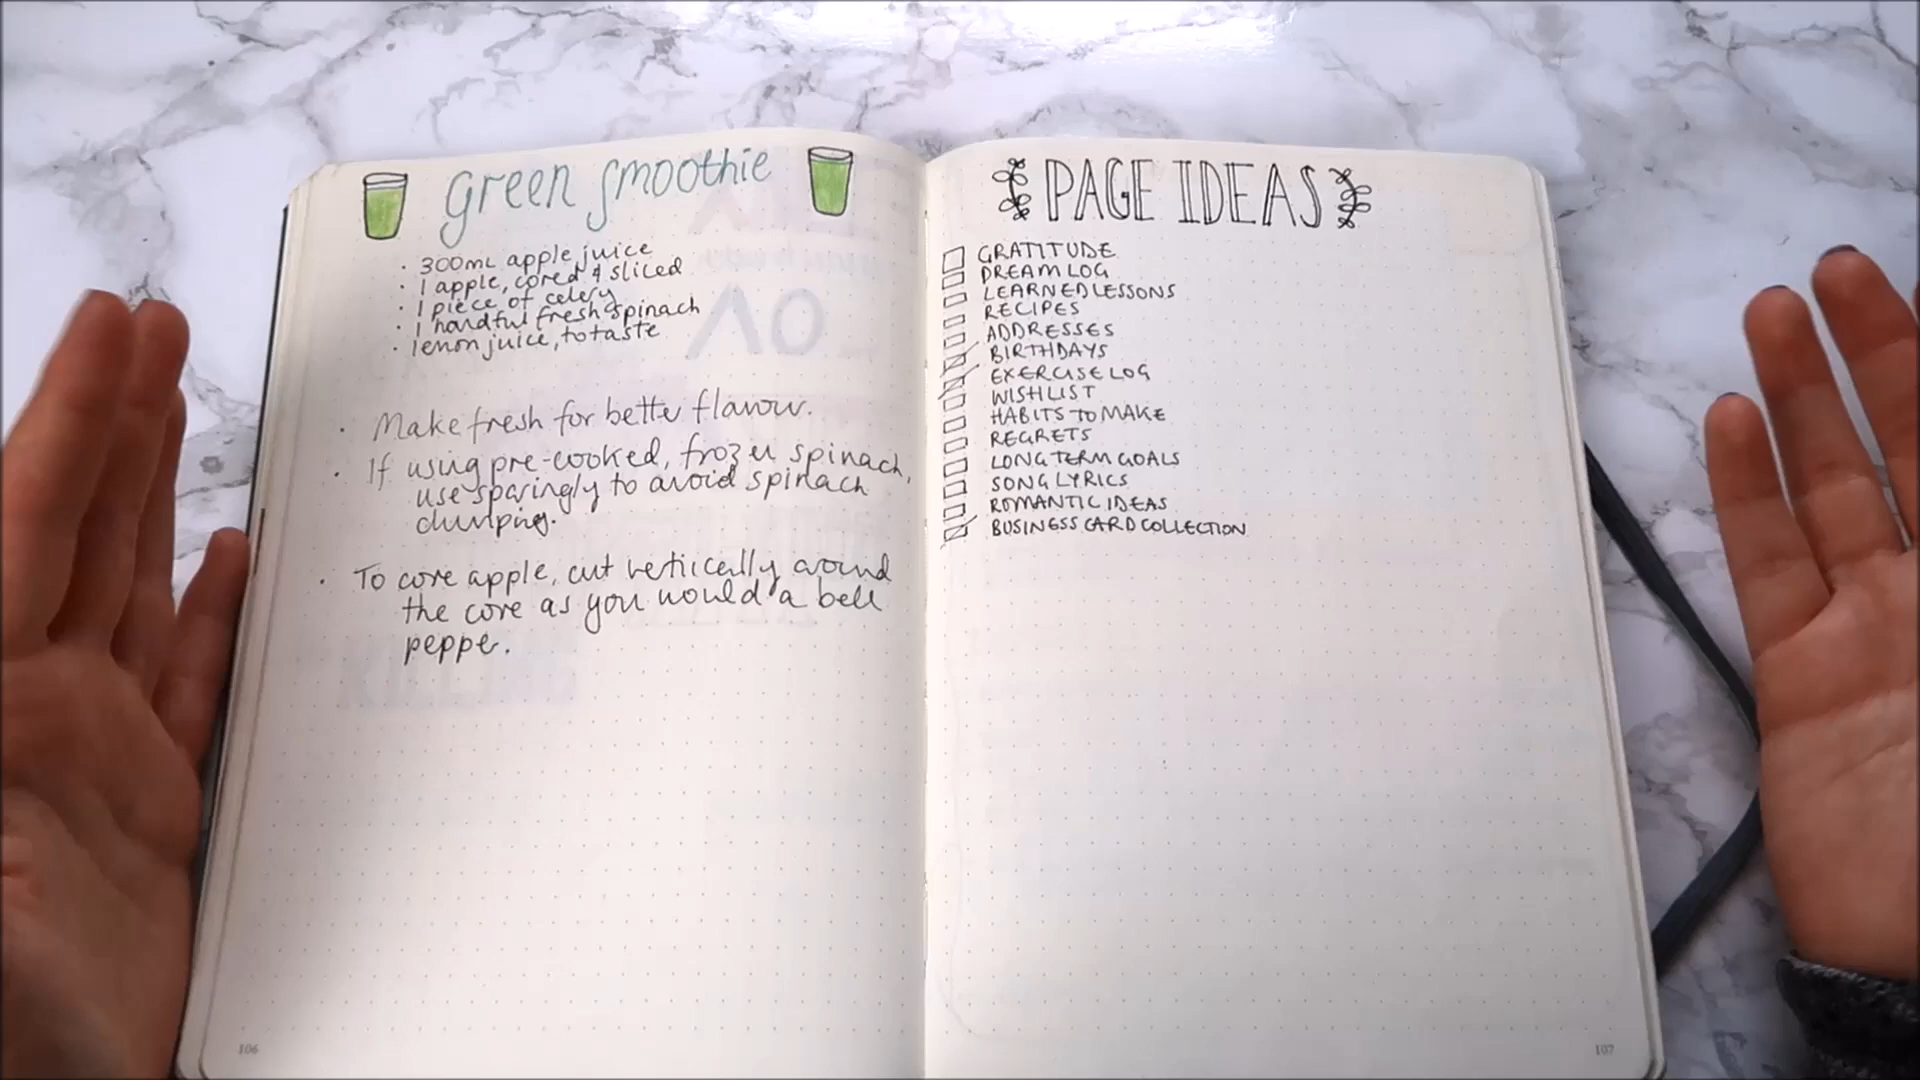 green smoothie
· 300mL apple juice
· 1 apple, cored & sliced
· 1 piece of celery
· 1 handful fresh spinach
· lemon juice, to taste
· Make fresh for better flavour.
· If using pre-cooked, frozen spinach,
use sparingly to avoid spinach
clumping.
· To core apple, cut vertically around
the core as you would a bell
pepper.
106
PAGE IDEAS
GRATITUDE
DREAM LOG
LEARNED LESSONS
RECIPES
ADDRESSES
BIRTHDAYS
EXERCISE LOG
WISHLIST
HABITS TO MAKE
REGRETS
LONG TERM GOALS
SONG LYRICS
ROMANTIC IDEAS
BUSINESS CARD COLLECTION
107